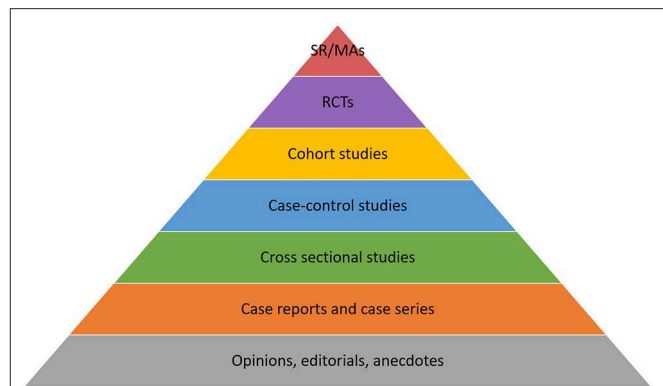 SR/MAs
RCTs
Cohort studies
Case-control studies
Cross sectional studies
Case reports and case series
Opinions, editorials, anecdotes